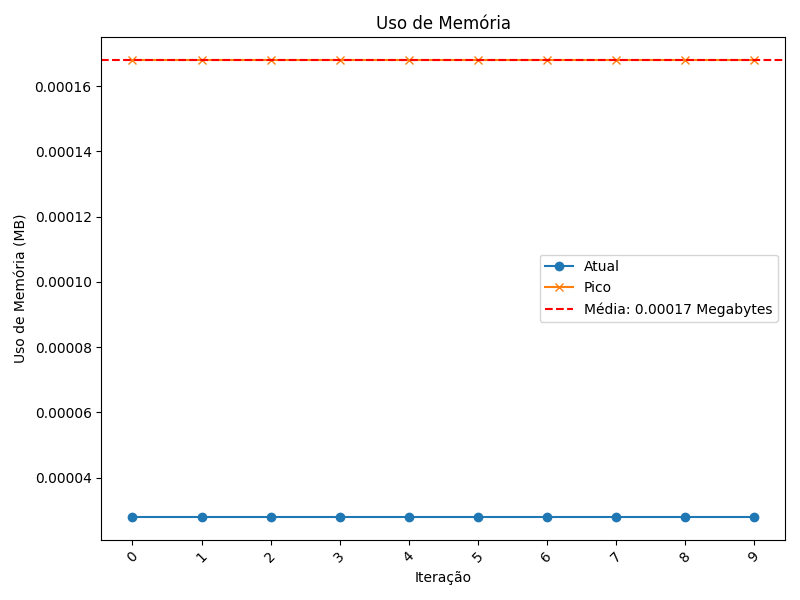 Uso de Memória
0.00016
0.00014
0.00012
0.00010
0.00008
0.00006
0.00004
Uso de Memória (MB)
Atual
Pico
Média: 0.00017 Megabytes
0 1 2 3 4 5 6 7 8 9
Iteração